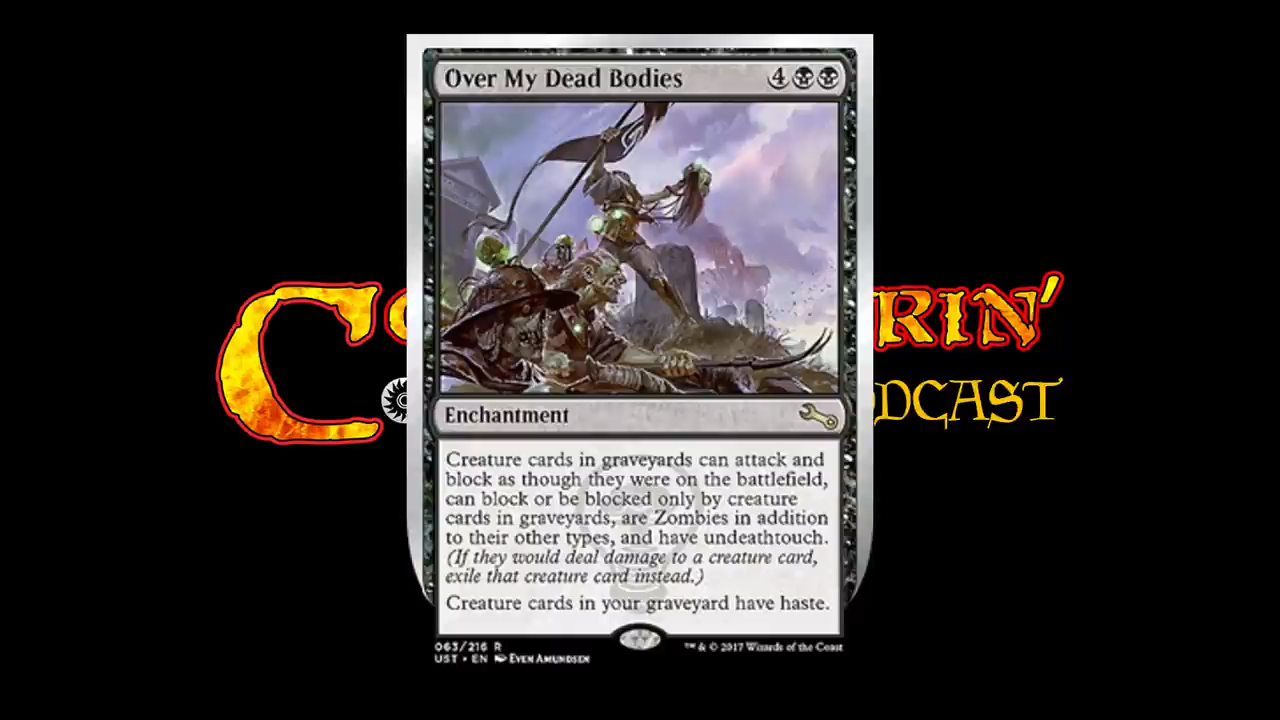 Over My Dead Bodies 4
C RIN'
ODCAST
Enchantment
Creature cards in graveyards can attack and
block as though they were on the battlefield,
can block or be blocked only by creature
cards in graveyards, are Zombies in addition
to their other types, and have undeathtouch.
(If they would deal damage to a creature card,
exile that creature card instead.)
Creature cards in your graveyard have haste.
063/216 R
UST • EN Even Amundsen
™ & © 2017 Wizards of the Coast